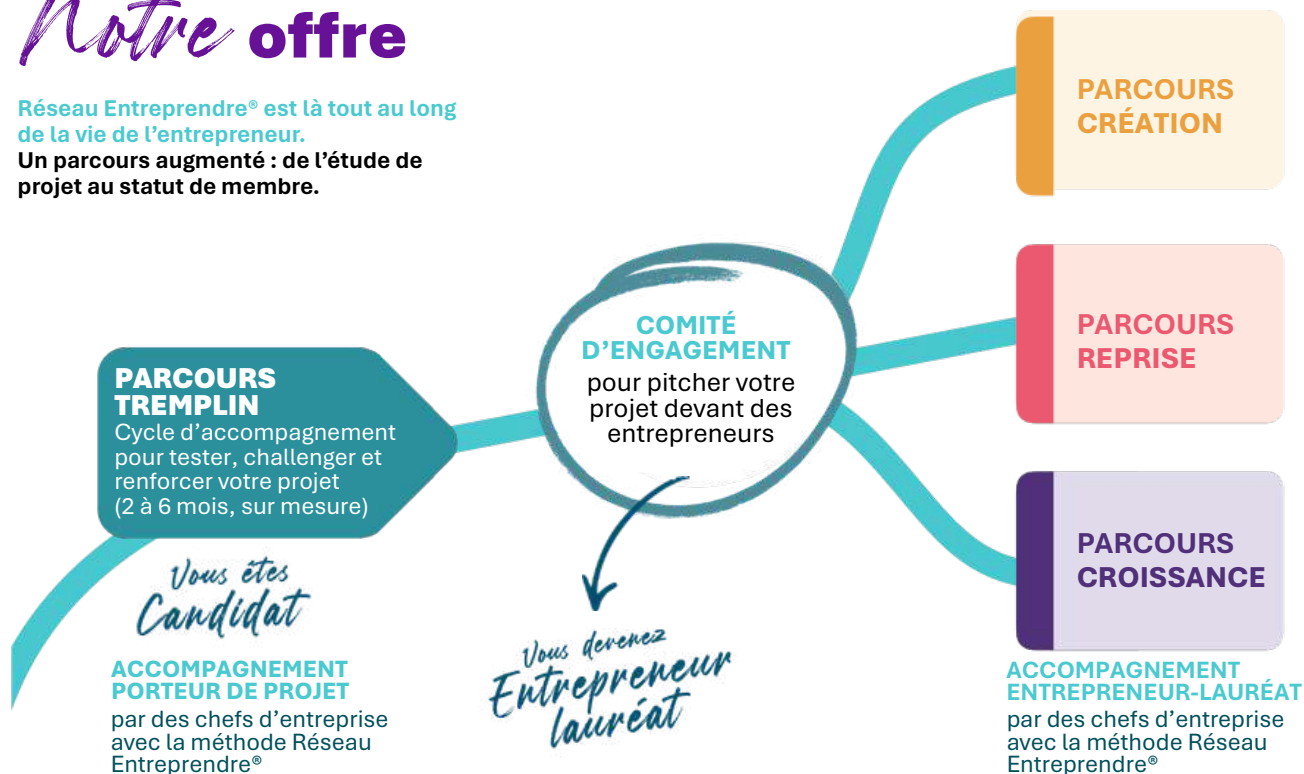 Notre offre
Réseau Entreprendre® est là tout au long
de la vie de l'entrepreneur.
Un parcours augmenté : de l'étude de
projet au statut de membre.
PARCOURS
TREMPLIN
Cycle d'accompagnement
pour tester, challenger et
renforcer votre projet
(2 à 6 mois, sur mesure)
Vous êtes
Candidat
ACCOMPAGNEMENT
PORTEUR DE PROJET
par des chefs d'entreprise
avec la méthode Réseau
Entreprendre®
COMITÉ
D'ENGAGEMENT
pour pitcher votre
projet devant des
entrepreneurs
Vous devenez
Entrepreneur
lauréat
PARCOURS
CRÉATION
PARCOURS
REPRISE
PARCOURS
CROISSANCE
ACCOMPAGNEMENT
ENTREPRENEUR-LAURÉAT
par des chefs d'entreprise
avec la méthode Réseau
Entreprendre®